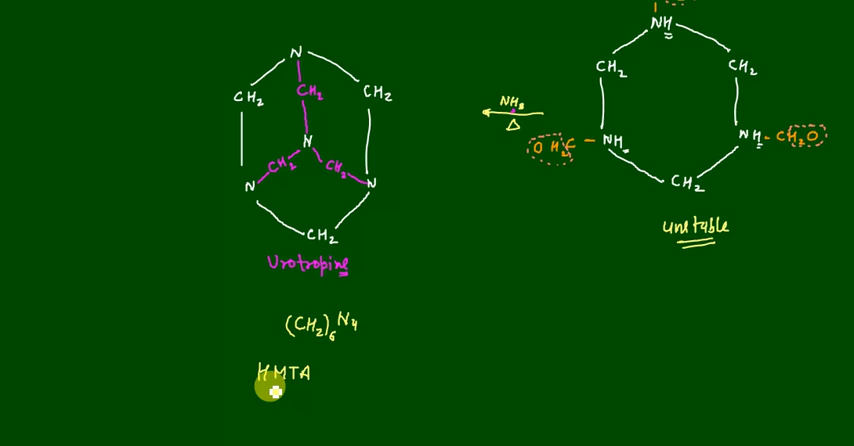 N
CH2
CH2
CH2
N
CH2
CH2
N
N
CH2
Urotropine
(CH2)6N4
HMTA
NH3
Δ
NH
CH2
CH2
OH2C - NH
NH - CH2O
CH2
unstable